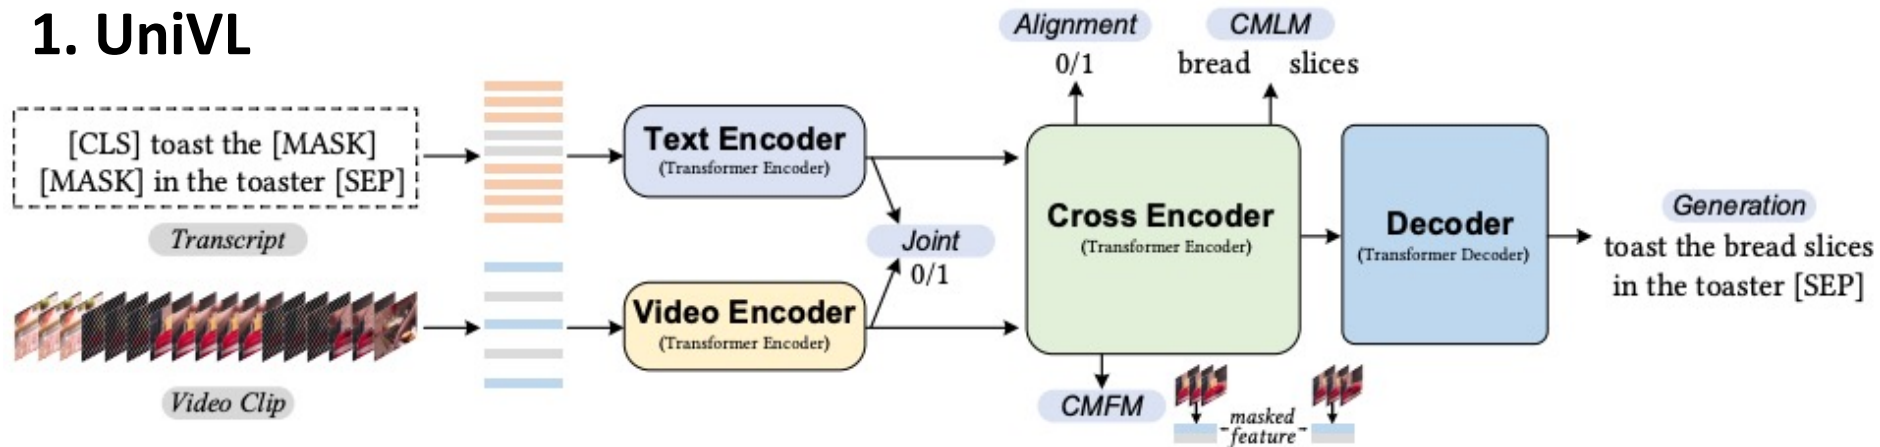 1. UniVL
[CLS] toast the [MASK]
[MASK] in the toaster [SEP]
Transcript
Video Clip
Text Encoder
(Transformer Encoder)
Joint
0/1
Video Encoder
(Transformer Encoder)
Alignment
0/1
CMLM
bread slices
Cross Encoder
(Transformer Encoder)
CMFM
masked
feature
Decoder
(Transformer Decoder)
Generation
toast the bread slices
in the toaster [SEP]